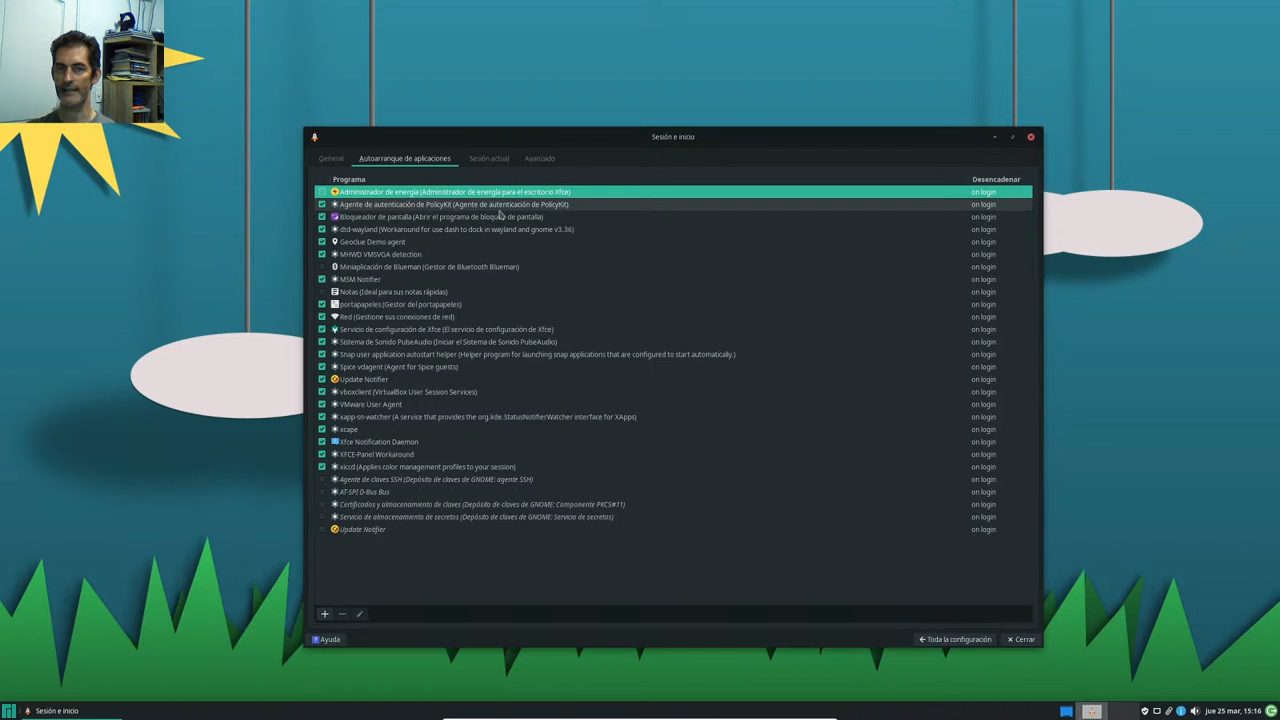 Sesión e inicio
General
Autoarranque de aplicaciones
Sesión actual
Avanzado
Programa
Desencadenar
Administrador de energía (Administrador de energía para el escritorio Xfce)
on login
Agente de autenticación de PolicyKit (Agente de autenticación de PolicyKit)
on login
Bloqueador de pantalla (Abrir el programa de bloqueo de pantalla)
on login
dtd-wayland (Workaround for use dash to dock in wayland and gnome v3.36)
on login
Geoclue Demo agent
on login
MHWD VMSVGA detection
on login
Miniaplicación de Blueman (Gestor de Bluetooth Blueman)
on login
MSM Notifier
on login
Notas (Ideal para sus notas rápidas)
on login
portapapeles (Gestor del portapapeles)
on login
Red (Gestione sus conexiones de red)
on login
Servicio de configuración de Xfce (El servicio de configuración de Xfce)
on login
Sistema de Sonido PulseAudio (Iniciar el Sistema de Sonido PulseAudio)
on login
Snap user application autostart helper (Helper program for launching snap applications that are configured to start automatically.)
on login
Spice vdagent (Agent for Spice guests)
on login
Update Notifier
on login
vboxclient (VirtualBox User Session Services)
on login
VMware User Agent
on login
xapp-sn-watcher (A service that provides the org.kde.StatusNotifierWatcher interface for XApps)
on login
xcape
on login
Xfce Notification Daemon
on login
XFCE-Panel Workaround
on login
xiccd (Applies color management profiles to your session)
on login
Agente de claves SSH (Depósito de claves de GNOME: agente SSH)
on login
AT-SPI D-Bus Bus
on login
Certificados y almacenamiento de claves (Depósito de claves de GNOME: Componente PKCS#11)
on login
Servicio de almacenamiento de secretos (Depósito de claves de GNOME: Servicio de secretos)
on login
Update Notifier
on login
Ayuda
Toda la configuración
Cerrar
Sesión e inicio
jue 25 mar, 15:16